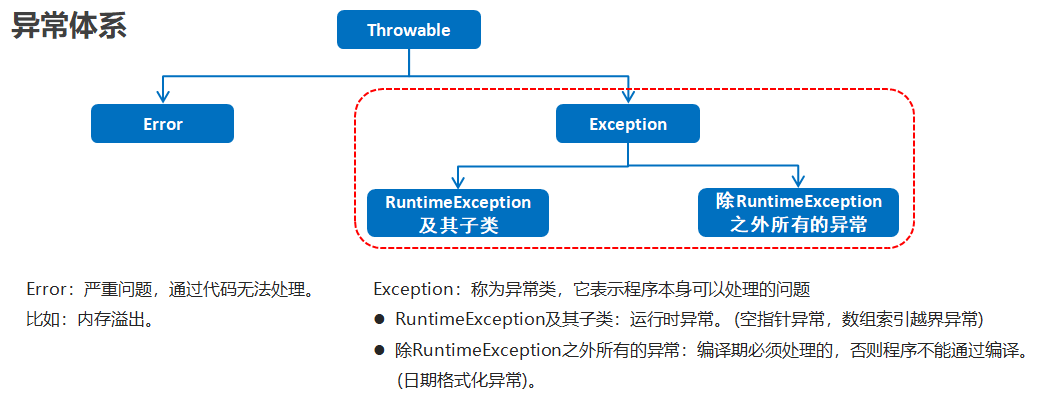 异常体系
Throwable
Error
Exception
RuntimeException
及其子类
除RuntimeException
之外所有的异常
Error：严重问题，通过代码无法处理。
比如：内存溢出。
Exception：称为异常类，它表示程序本身可以处理的问题
● RuntimeException及其子类：运行时异常。 (空指针异常，数组索引越界异常)
● 除RuntimeException之外所有的异常：编译期必须处理的，否则程序不能通过编译。
(日期格式化异常)。